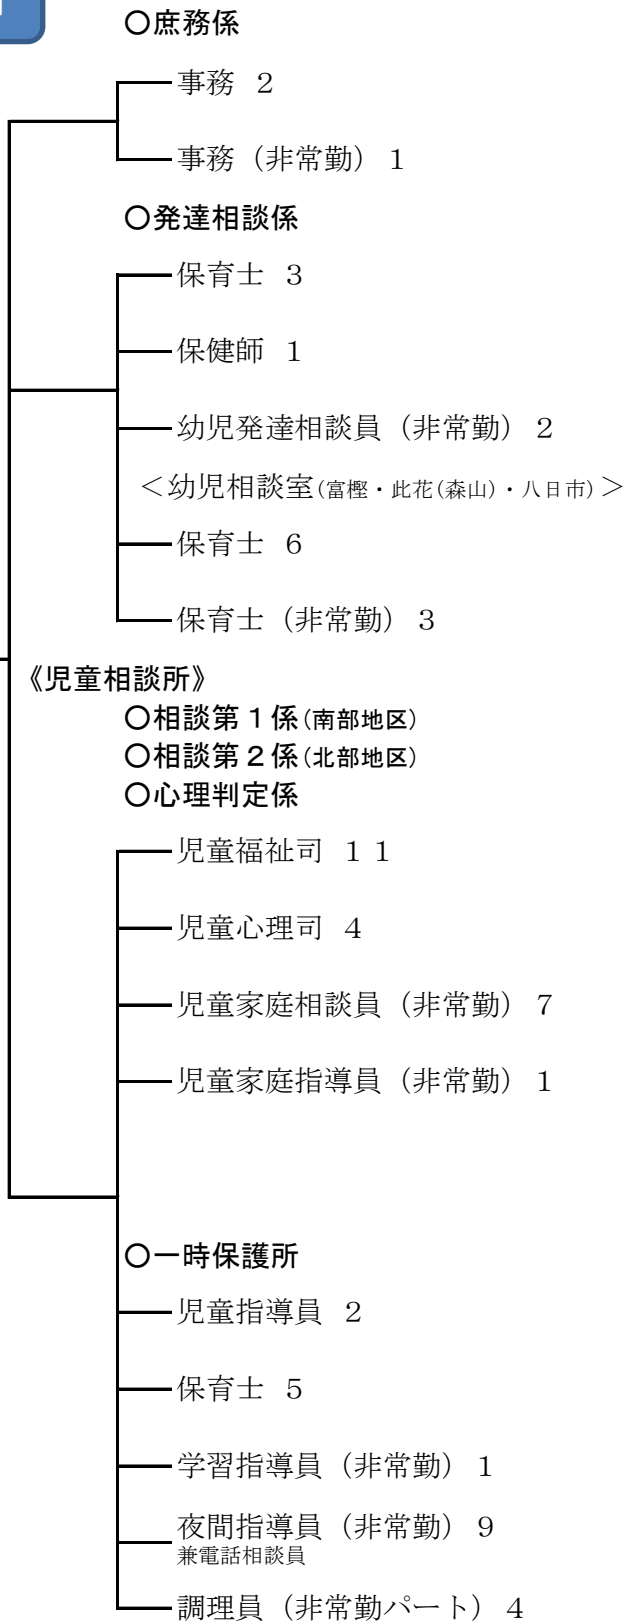 ○庶務係
事務 ２
事務（非常勤） １
○発達相談係
保育士 ３
保健師 １
幼児発達相談員（非常勤） ２
＜幼児相談室(富樫・此花(森山)・八日市)＞
保育士 ６
保育士（非常勤） ３
《児童相談所》
○相談第１係(南部地区)
○相談第２係(北部地区)
○心理判定係
児童福祉司 １１
児童心理司 ４
児童家庭相談員（非常勤） ７
児童家庭指導員（非常勤） １
○一時保護所
児童指導員 ２
保育士 ５
学習指導員（非常勤） １
夜間指導員（非常勤） ９
兼電話相談員
調理員（非常勤パート） ４